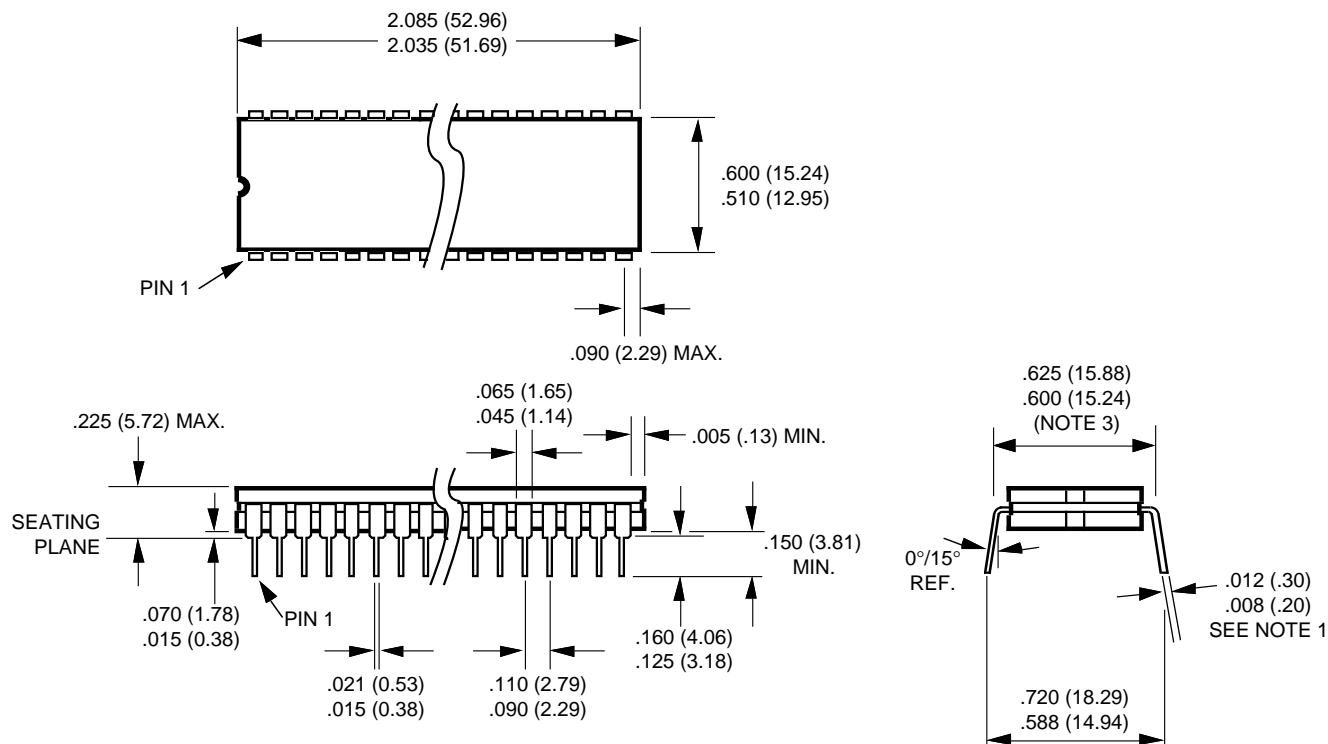 2.085 (52.96)
2.035 (51.69)
.600 (15.24)
.510 (12.95)
PIN 1
.090 (2.29) MAX.
.065 (1.65)
.045 (1.14)
.225 (5.72) MAX.
.005 (.13) MIN.
.625 (15.88)
.600 (15.24)
(NOTE 3)
SEATING
PLANE
.150 (3.81)
MIN.
0°/15°
REF.
.012 (.30)
.008 (.20)
SEE NOTE 1
.070 (1.78)
.015 (0.38)
PIN 1
.160 (4.06)
.125 (3.18)
.021 (0.53)
.015 (0.38)
.110 (2.79)
.090 (2.29)
.720 (18.29)
.588 (14.94)